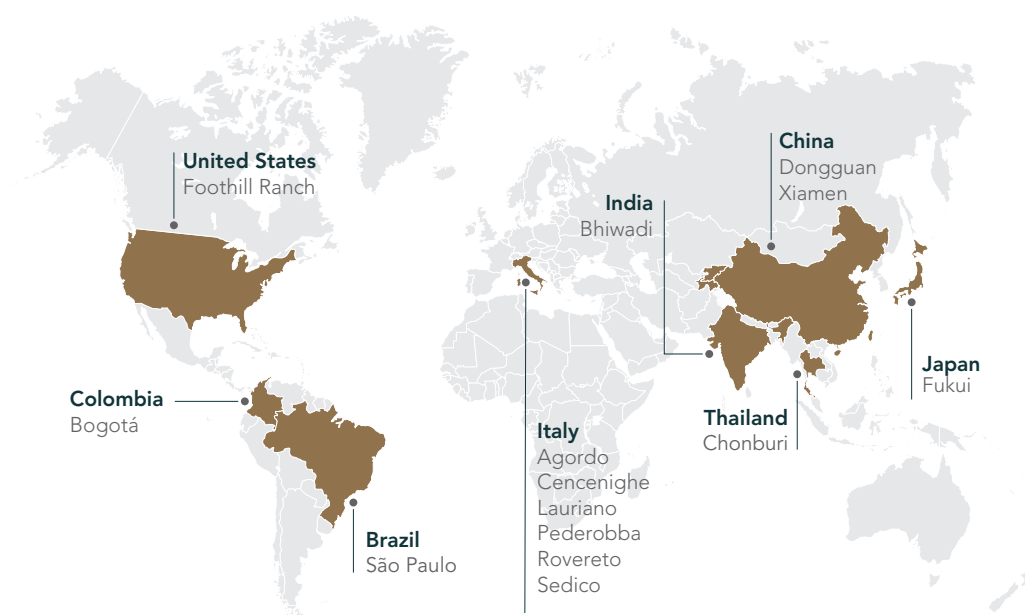 United States
Foothill Ranch
China
Dongguan
Xiamen
India
Bhiwadi
Japan
Fukui
Colombia
Bogotá
Thailand
Chonburi
Italy
Agordo
Cencenighe
Lauriano
Pederobba
Rovereto
Sedico
Brazil
São Paulo